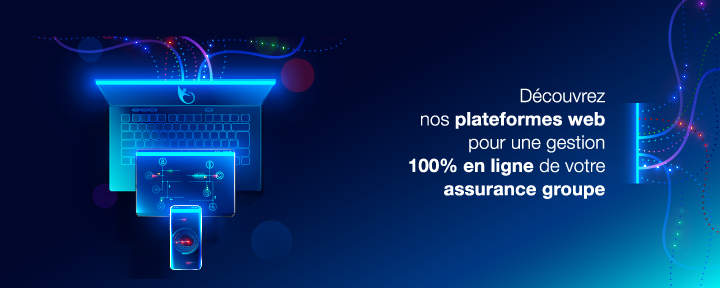 Découvrez
nos plateformes web
pour une gestion
100% en ligne de votre
assurance groupe